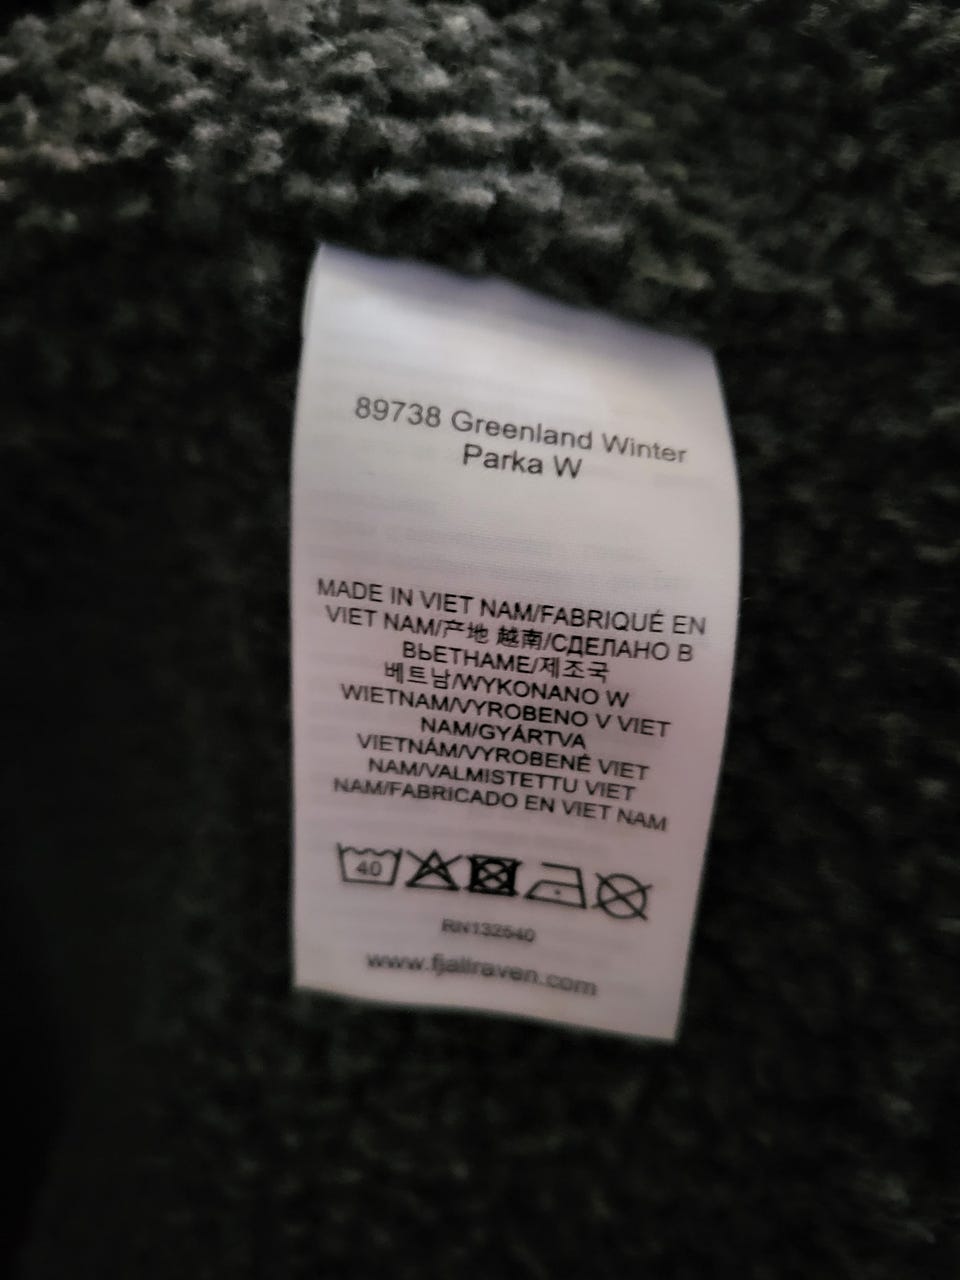 89738 Greenland Winter
Parka W
MADE IN VIET NAM/FABRIQUÉ EN
VIET NAM/产地 越南/СДЕЛАНО В
ВЬЕТНАМЕ/제조국
베트남/WYKONANO W
WIETNAM/VYROBENO V VIET
NAM/GYÁRTVA
VIETNÁM/VYROBENÉ VIET
NAM/VALMISTETTU VIET
NAM/FABRICADO EN VIET NAM
40
RN132540
www.fjallraven.com